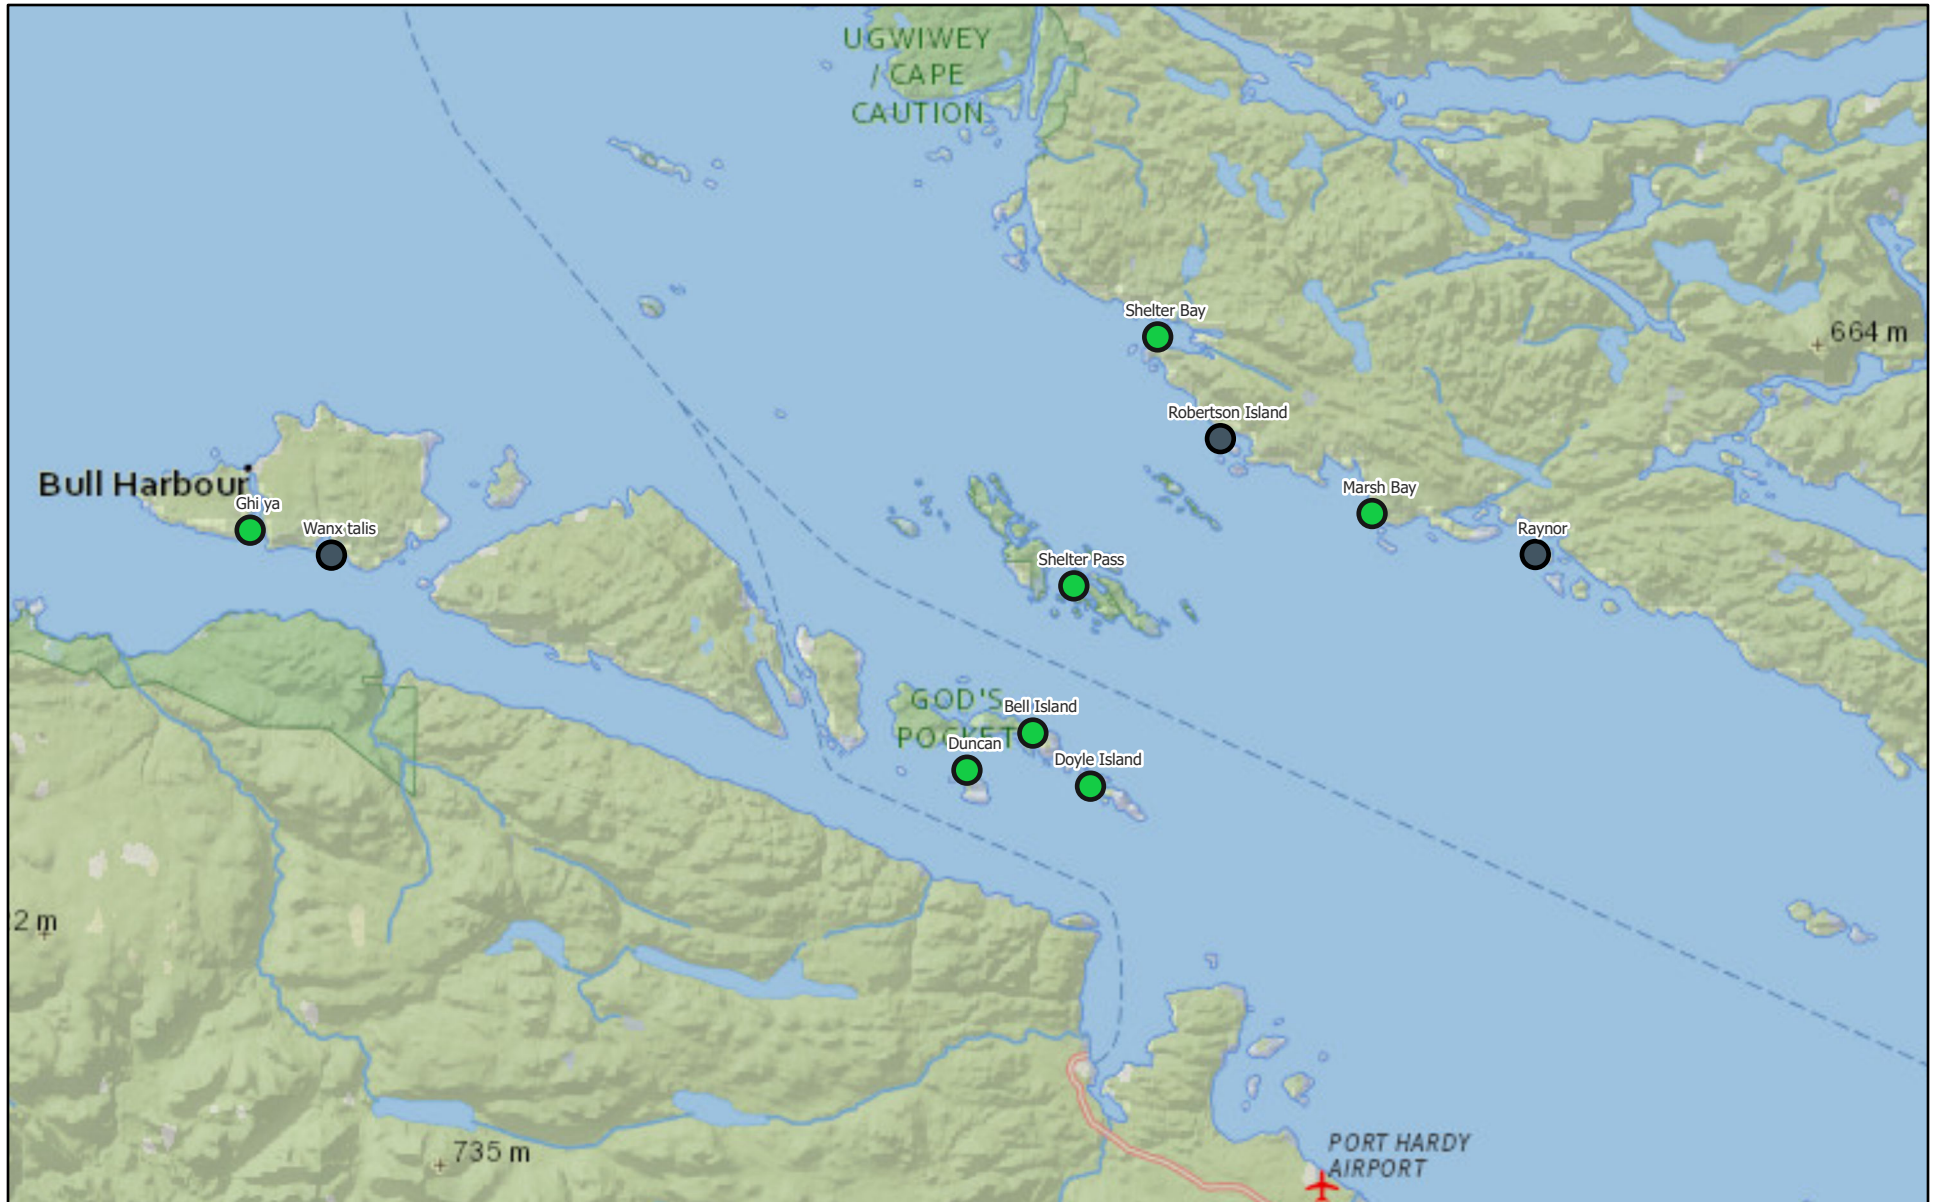 UGWIWEY
/ CAPE
CAUTION
Shelter Bay
664 m
Robertson Island
Bull Harbour
Ghi ya
Wanx talis
Marsh Bay
Raynor
Shelter Pass
GOD'S
POCKET
Bell Island
Duncan
Doyle Island
2 m
735 m
PORT HARDY
AIRPORT